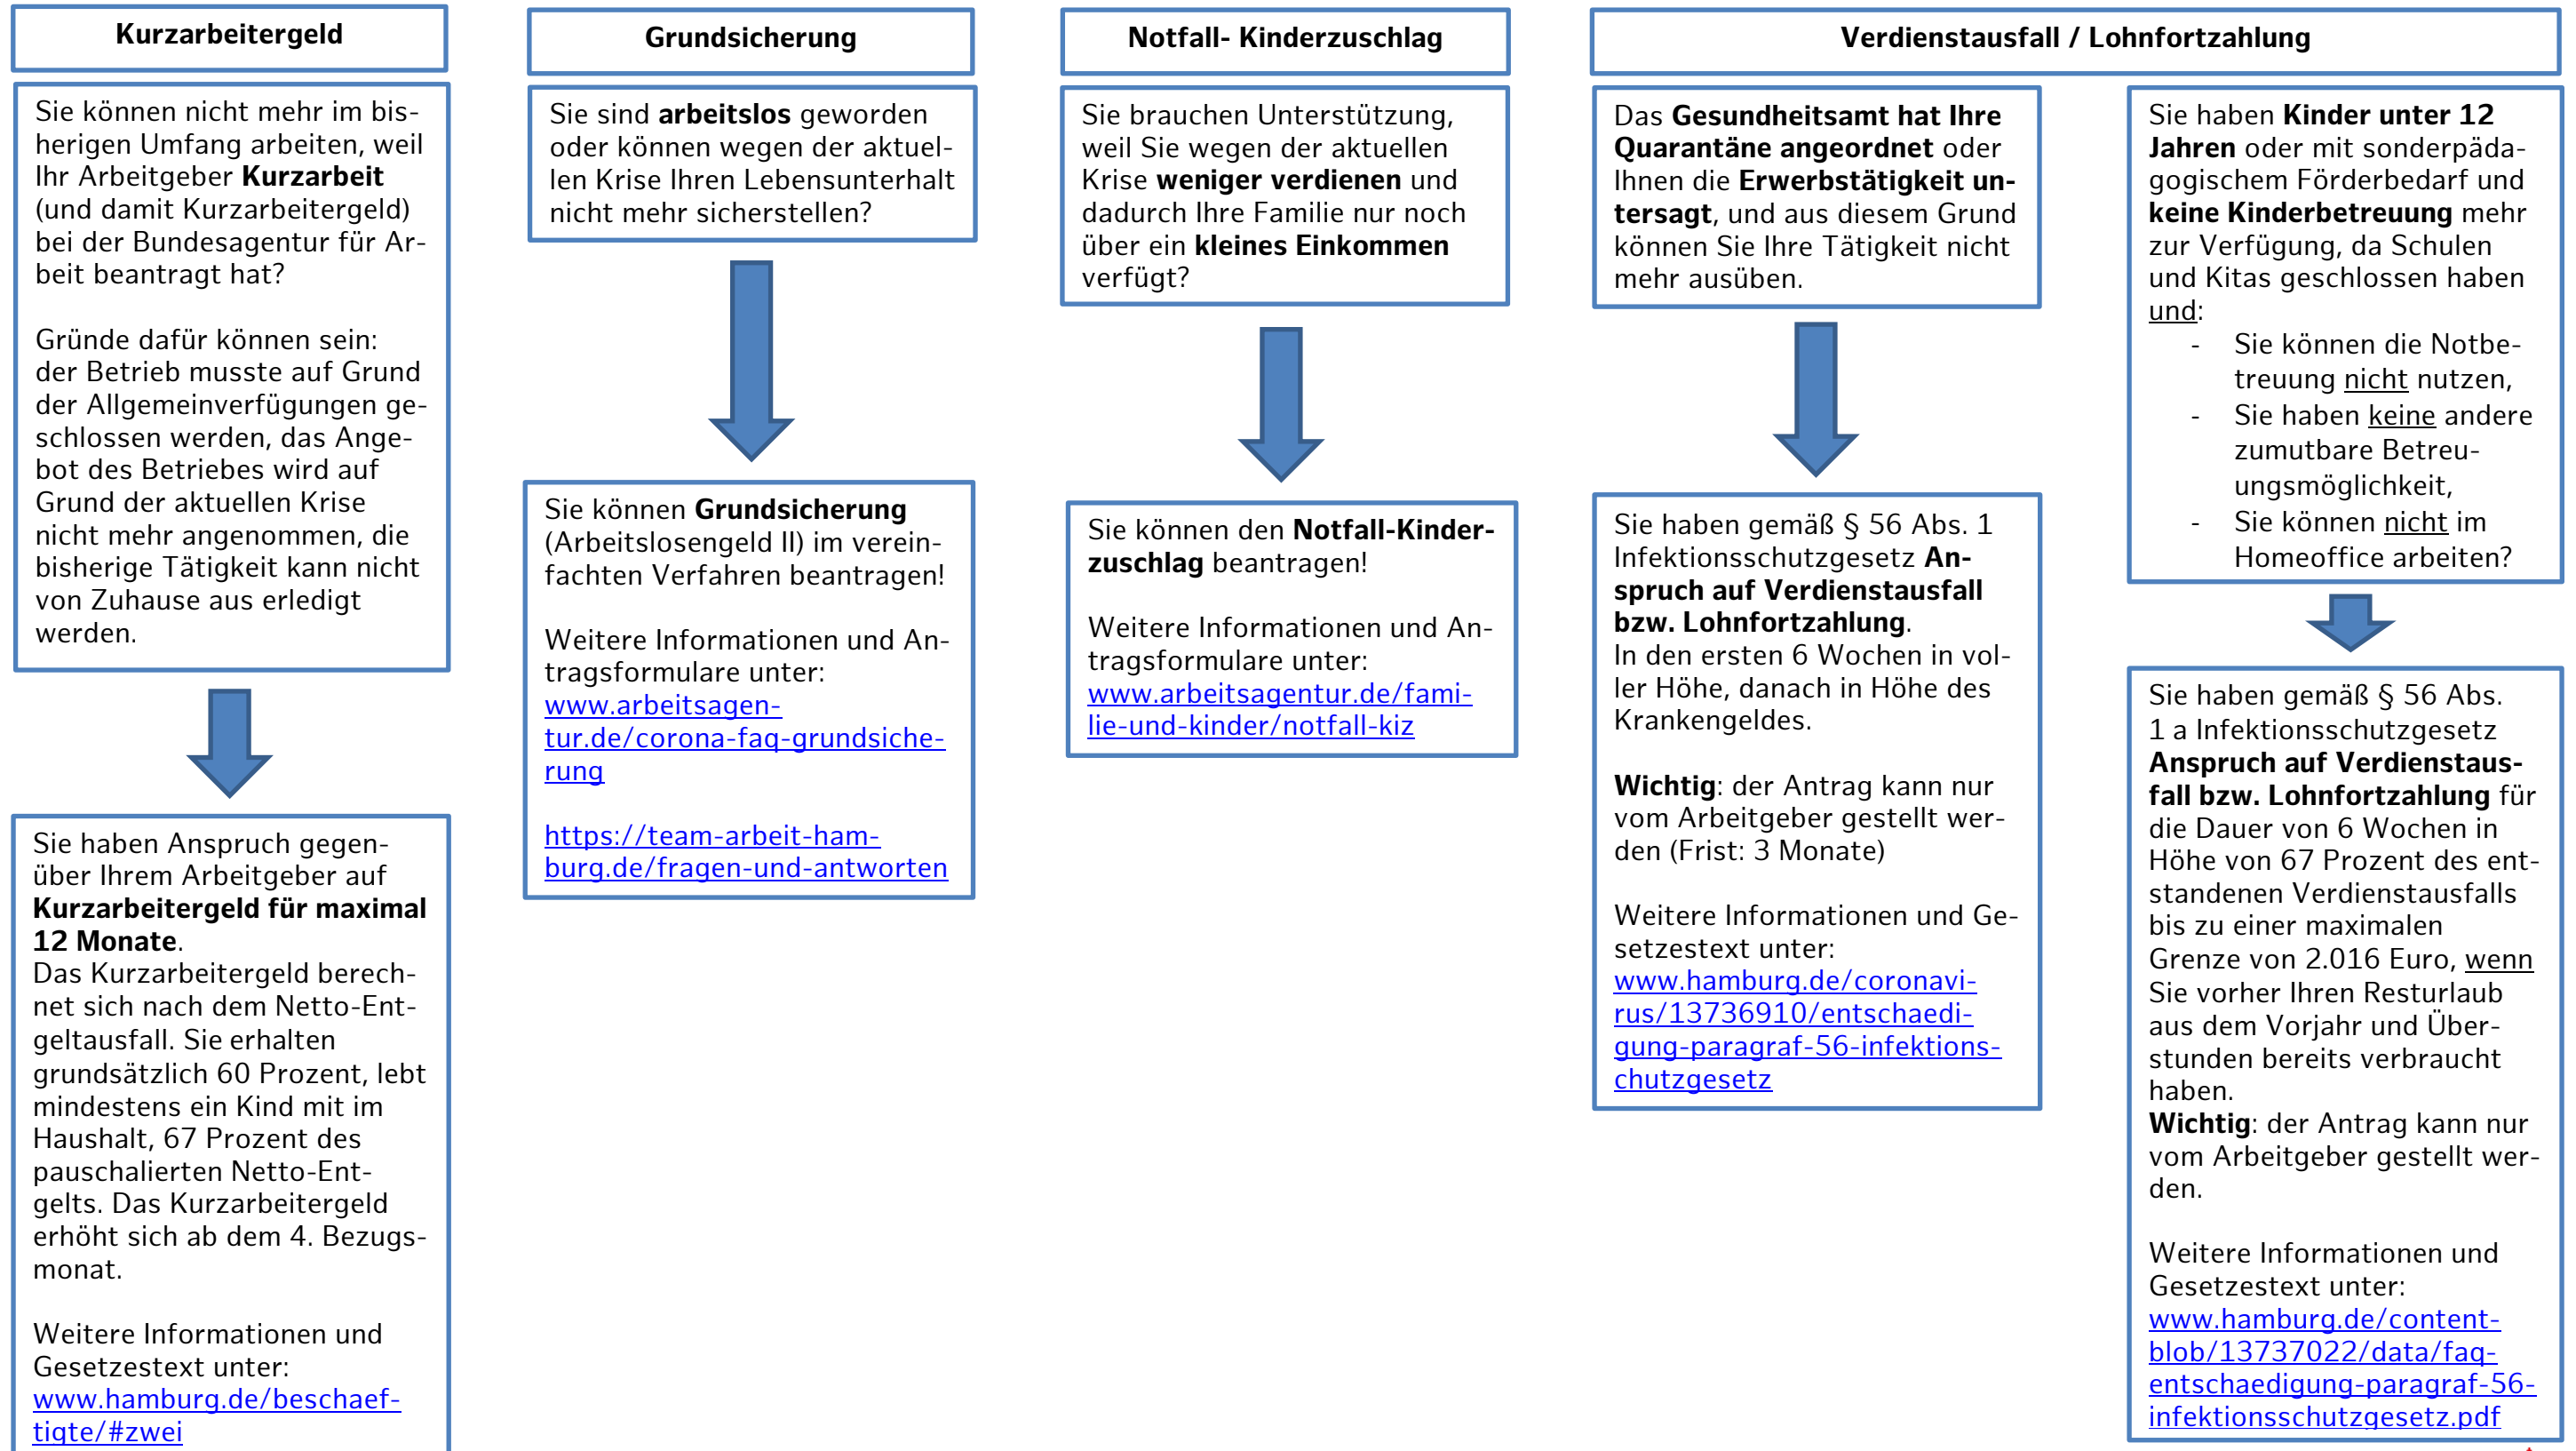 Kurzarbeitergeld
Sie können nicht mehr im bis-
herigen Umfang arbeiten, weil
Ihr Arbeitgeber Kurzarbeit
(und damit Kurzarbeitergeld)
bei der Bundesagentur für Ar-
beit beantragt hat?
Gründe dafür können sein:
der Betrieb musste auf Grund
der Allgemeinverfügungen ge-
schlossen werden, das Ange-
bot des Betriebes wird auf
Grund der aktuellen Krise
nicht mehr angenommen, die
bisherige Tätigkeit kann nicht
von Zuhause aus erledigt
werden.
Sie haben Anspruch gegen-
über Ihrem Arbeitgeber auf
Kurzarbeitergeld für maximal
12 Monate.
Das Kurzarbeitergeld berech-
net sich nach dem Netto-Ent-
geltausfall. Sie erhalten
grundsätzlich 60 Prozent, lebt
mindestens ein Kind mit im
Haushalt, 67 Prozent des
pauschalierten Netto-Ent-
gelts. Das Kurzarbeitergeld
erhöht sich ab dem 4. Bezugs-
monat.
Weitere Informationen und
Gesetzestext unter:
www.hamburg.de/beschaef-
tigte/#zwei
Grundsicherung
Sie sind arbeitslos geworden
oder können wegen der aktuel-
len Krise Ihren Lebensunterhalt
nicht mehr sicherstellen?
Sie können Grundsicherung
(Arbeitslosengeld II) im verein-
fachten Verfahren beantragen!
Weitere Informationen und An-
tragsformulare unter:
www.arbeitsagen-
tur.de/corona-faq-grundsiche-
rung
https://team-arbeit-ham-
burg.de/fragen-und-antworten
Notfall- Kinderzuschlag
Sie brauchen Unterstützung,
weil Sie wegen der aktuellen
Krise weniger verdienen und
dadurch Ihre Familie nur noch
über ein kleines Einkommen
verfügt?
Sie können den Notfall-Kinder-
zuschlag beantragen!
Weitere Informationen und An-
tragsformulare unter:
www.arbeitsagentur.de/fami-
lie-und-kinder/notfall-kiz
Verdienstausfall / Lohnfortzahlung
Das Gesundheitsamt hat Ihre
Quarantäne angeordnet oder
Ihnen die Erwerbstätigkeit un-
tersagt, und aus diesem Grund
können Sie Ihre Tätigkeit nicht
mehr ausüben.
Sie haben gemäß § 56 Abs. 1
Infektionsschutzgesetz An-
spruch auf Verdienstausfall
bzw. Lohnfortzahlung.
In den ersten 6 Wochen in vol-
ler Höhe, danach in Höhe des
Krankengeldes.
Wichtig: der Antrag kann nur
vom Arbeitgeber gestellt wer-
den (Frist: 3 Monate)
Weitere Informationen und Ge-
setzestext unter:
www.hamburg.de/coronavi-
rus/13736910/entschaedi-
gung-paragraf-56-infektions-
chutzgesetz
Sie haben Kinder unter 12
Jahren oder mit sonderpäda-
gogischem Förderbedarf und
keine Kinderbetreuung mehr
zur Verfügung, da Schulen
und Kitas geschlossen haben
und:
- Sie können die Notbe-
treuung nicht nutzen,
- Sie haben keine andere
zumutbare Betreu-
ungsmöglichkeit,
- Sie können nicht im
Homeoffice arbeiten?
Sie haben gemäß § 56 Abs.
1 a Infektionsschutzgesetz
Anspruch auf Verdienstaus-
fall bzw. Lohnfortzahlung für
die Dauer von 6 Wochen in
Höhe von 67 Prozent des ent-
standenen Verdienstausfalls
bis zu einer maximalen
Grenze von 2.016 Euro, wenn
Sie vorher Ihren Resturlaub
aus dem Vorjahr und Über-
stunden bereits verbraucht
haben.
Wichtig: der Antrag kann nur
vom Arbeitgeber gestellt wer-
den.
Weitere Informationen und
Gesetzestext unter:
www.hamburg.de/content-
blob/13737022/data/faq-
entschaedigung-paragraf-56-
infektionsschutzgesetz.pdf